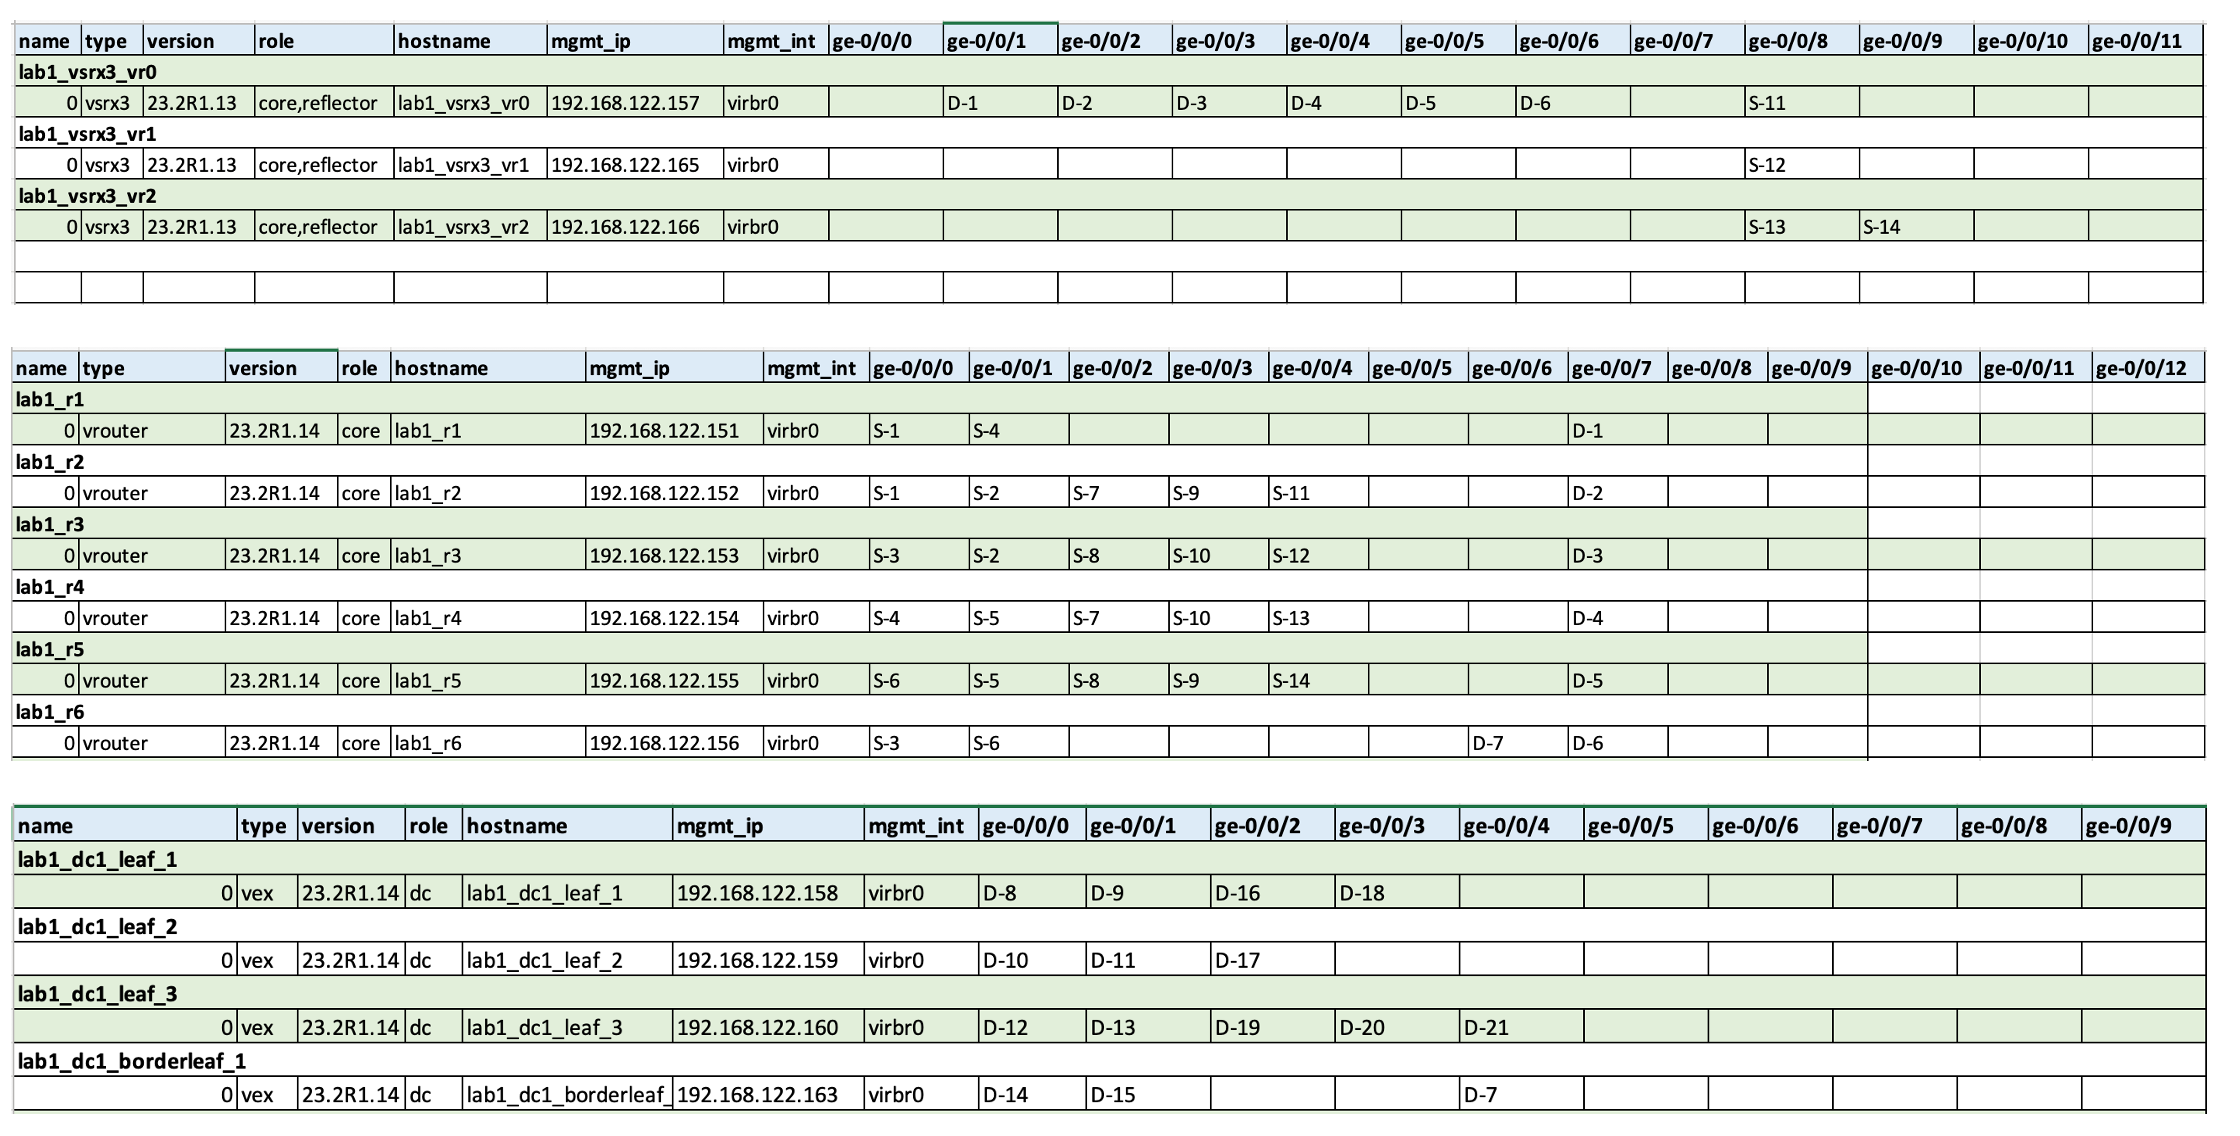 name type version role hostname mgmt_ip mgmt_int ge-0/0/0 ge-0/0/1 ge-0/0/2 ge-0/0/3 ge-0/0/4 ge-0/0/5 ge-0/0/6 ge-0/0/7 ge-0/0/8 ge-0/0/9 ge-0/0/10 ge-0/0/11
lab1_vsrx3_vr0
0 vsrx3 23.2R1.13 core,reflector lab1_vsrx3_vr0 192.168.122.157 virbr0 D-1 D-2 D-3 D-4 D-5 D-6 S-11
lab1_vsrx3_vr1
0 vsrx3 23.2R1.13 core,reflector lab1_vsrx3_vr1 192.168.122.165 virbr0 S-12
lab1_vsrx3_vr2
0 vsrx3 23.2R1.13 core,reflector lab1_vsrx3_vr2 192.168.122.166 virbr0 S-13 S-14
name type version role hostname mgmt_ip mgmt_int ge-0/0/0 ge-0/0/1 ge-0/0/2 ge-0/0/3 ge-0/0/4 ge-0/0/5 ge-0/0/6 ge-0/0/7 ge-0/0/8 ge-0/0/9 ge-0/0/10 ge-0/0/11 ge-0/0/12
lab1_r1
0 vrouter 23.2R1.14 core lab1_r1 192.168.122.151 virbr0 S-1 S-4 D-1
lab1_r2
0 vrouter 23.2R1.14 core lab1_r2 192.168.122.152 virbr0 S-1 S-2 S-7 S-9 S-11 D-2
lab1_r3
0 vrouter 23.2R1.14 core lab1_r3 192.168.122.153 virbr0 S-3 S-2 S-8 S-10 S-12 D-3
lab1_r4
0 vrouter 23.2R1.14 core lab1_r4 192.168.122.154 virbr0 S-4 S-5 S-7 S-10 S-13 D-4
lab1_r5
0 vrouter 23.2R1.14 core lab1_r5 192.168.122.155 virbr0 S-6 S-5 S-8 S-9 S-14 D-5
lab1_r6
0 vrouter 23.2R1.14 core lab1_r6 192.168.122.156 virbr0 S-3 S-6 D-7 D-6
name type version role hostname mgmt_ip mgmt_int ge-0/0/0 ge-0/0/1 ge-0/0/2 ge-0/0/3 ge-0/0/4 ge-0/0/5 ge-0/0/6 ge-0/0/7 ge-0/0/8 ge-0/0/9
lab1_dc1_leaf_1
0 vex 23.2R1.14 dc lab1_dc1_leaf_1 192.168.122.158 virbr0 D-8 D-9 D-16 D-18
lab1_dc1_leaf_2
0 vex 23.2R1.14 dc lab1_dc1_leaf_2 192.168.122.159 virbr0 D-10 D-11 D-17
lab1_dc1_leaf_3
0 vex 23.2R1.14 dc lab1_dc1_leaf_3 192.168.122.160 virbr0 D-12 D-13 D-19 D-20 D-21
lab1_dc1_borderleaf_1
0 vex 23.2R1.14 dc lab1_dc1_borderleaf_ 192.168.122.163 virbr0 D-14 D-15 D-7